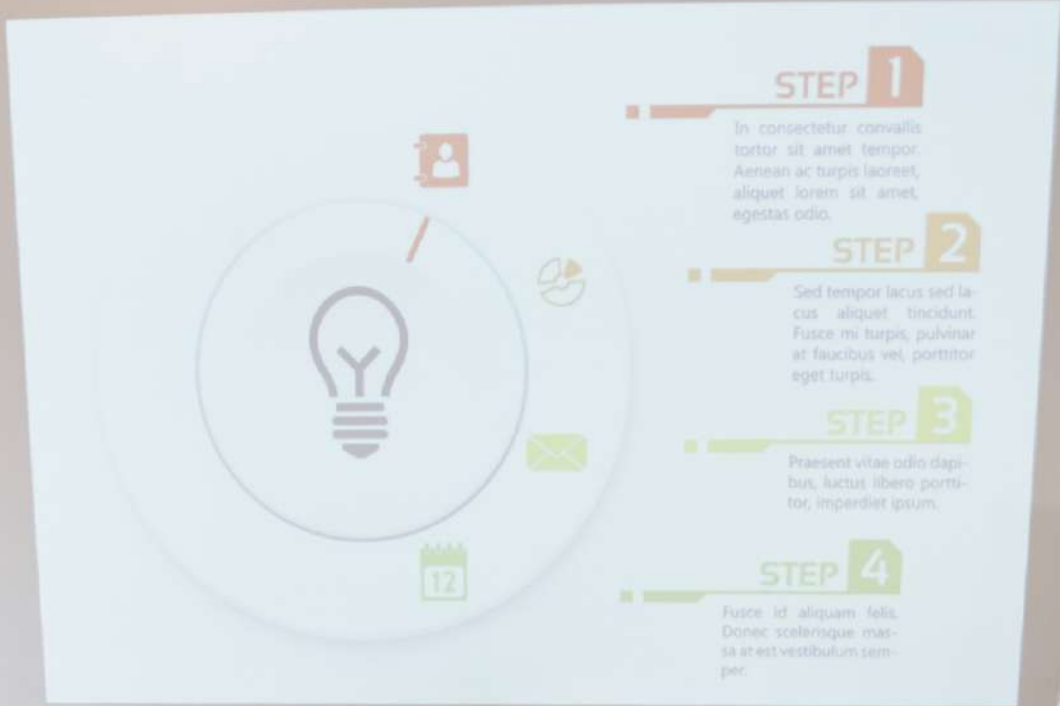 STEP 1
In consectetur convallis
tortor sit amet tempor.
Aenean ac turpis laoreet,
aliquet lorem sit amet,
egestas odio.
STEP 2
Sed tempor lacus sed la-
cus aliquet tincidunt.
Fusce mi turpis, pulvinar
at faucibus vel, porttitor
eget turpis.
STEP 3
Praesent vitae odio dapi-
bus, luctus libero portti-
tor, imperdiet ipsum.
12
STEP 4
Fusce id aliquam felis.
Donec scelerisque mas-
sa at est vestibulum sem-
per.